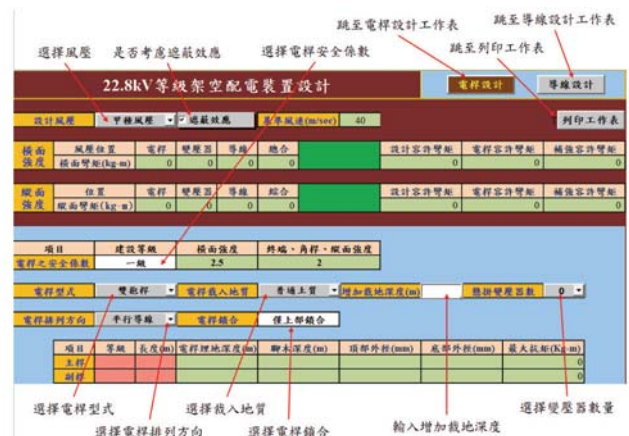 跳至電桿設計工作表
跳至導線設計工作表
選擇風壓 是否考慮遮蔽效應 選擇電桿安全係數 跳至列印工作表
22.8kV等級架空配電裝置設計 電桿設計 導線設計
設計風壓 甲種風壓 遮蔽效應 基準風速(m/sec) 40 列印工作表
橫面強度 風壓位置 電桿 變壓器 導線 總合 設計容許彎矩 電桿容許彎矩 補強容許彎矩
橫面彎矩(kg-m) 0 0 0 0 0 0 0
縱面強度 位置 電桿 變壓器 導線 綜合 設計容許彎矩 電桿容許彎矩 補強容許彎矩
縱面彎矩(kg-m) 0 0 0 0 0 0 0
項目 建設等級 橫面強度 終端、角桿、縱面強度
電桿之安全係數 一級 2.5 2
電桿型式 雙抱桿 電桿栽入地質 普通土質 增加栽地深度(m) 懸掛變壓器數 0
電桿排列方向 平行導線 電桿鎖合 僅上部鎖合
項目 等級 長度(m) 電桿埋地深度(m) 腳木深度(m) 頂部外徑(mm) 底部外徑(mm) 最大抗矩(Kg-m)
主桿 0
副桿 0
選擇電桿型式 選擇栽入地質 選擇變壓器數量
選擇電桿排列方向 選擇電桿鎖合 輸入增加栽地深度